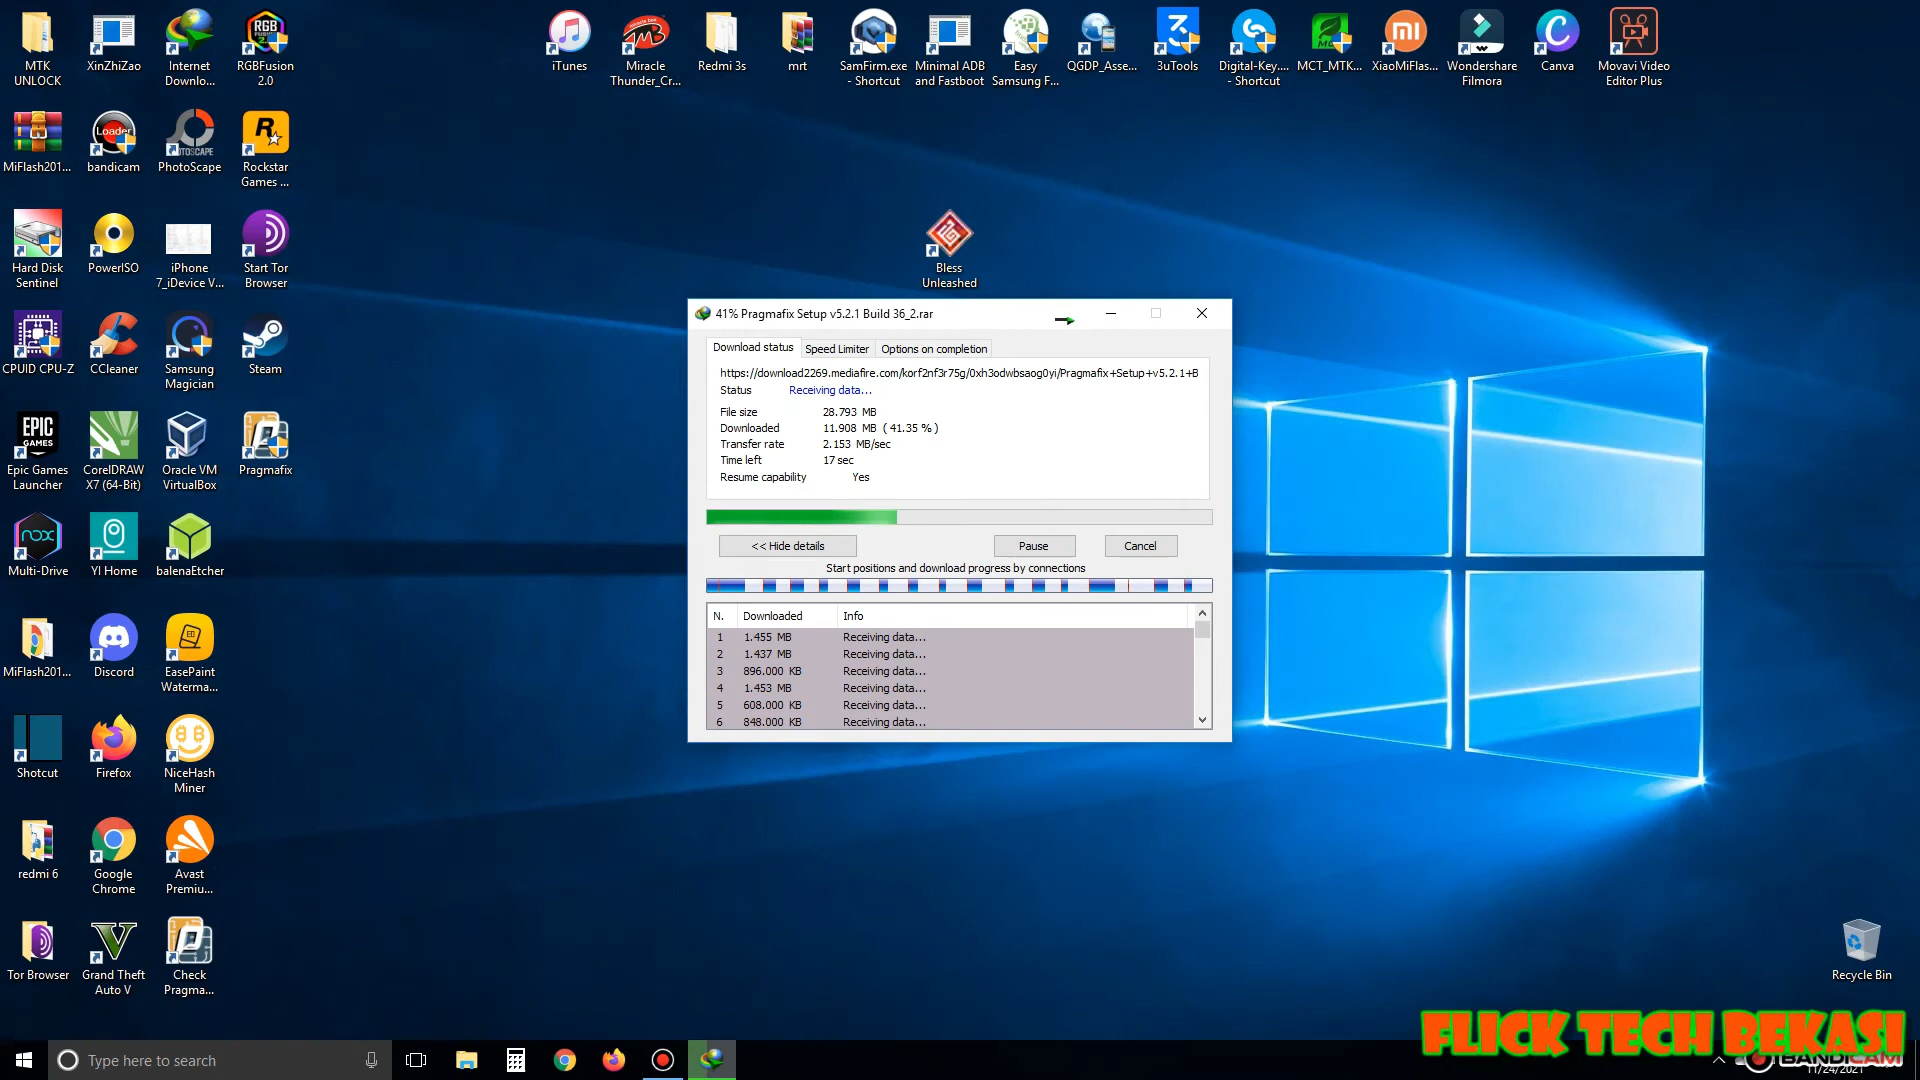 MTK
UNLOCK
XinZhiZao
Internet
Downlo...
RGBFusion
2.0
iTunes
Miracle
Thunder_Cr...
Redmi 3s
mrt
SamFirm.exe
- Shortcut
Minimal ADB
and Fastboot
Easy
Samsung F...
QGDP_Asse...
3uTools
Digital-Key....
- Shortcut
MCT_MTK...
XiaoMiFlas...
Wondershare
Filmora
Canva
Movavi Video
Editor Plus
MiFlash201...
Loader
bandicam
PhotoScape
Rockstar
Games ...
Hard Disk
Sentinel
PowerISO
iPhone
7_iDevice V...
Start Tor
Browser
Bless
Unleashed
CPUID CPU-Z
CCleaner
Samsung
Magician
Steam
EPIC
GAMES
Epic Games
Launcher
CorelDRAW
X7 (64-Bit)
Oracle VM
VirtualBox
Pragmafix
nox
Multi-Drive
YI Home
balenaEtcher
MiFlash201...
Discord
EasePaint
Waterma...
Shotcut
Firefox
NiceHash
Miner
redmi 6
Google
Chrome
Avast
Premiu...
Tor Browser
Grand Theft
Auto V
Check
Pragma...
41% Pragmafix Setup v5.2.1 Build 36_2.rar
Download status
Speed Limiter
Options on completion
https://download2269.mediafire.com/korf2nf3r75g/0xh3odwbsaog0yi/Pragmafix+Setup+v5.2.1+B
Status Receiving data...
File size 28.793 MB
Downloaded 11.908 MB ( 41.35 % )
Transfer rate 2.153 MB/sec
Time left 17 sec
Resume capability Yes
<< Hide details
Pause
Cancel
Start positions and download progress by connections
N. Downloaded Info
1 1.455 MB Receiving data...
2 1.437 MB Receiving data...
3 896.000 KB Receiving data...
4 1.453 MB Receiving data...
5 608.000 KB Receiving data...
6 848.000 KB Receiving data...
Recycle Bin
FLICK TECH BEKASI
Type here to search
BANDICAM
11/24/2021